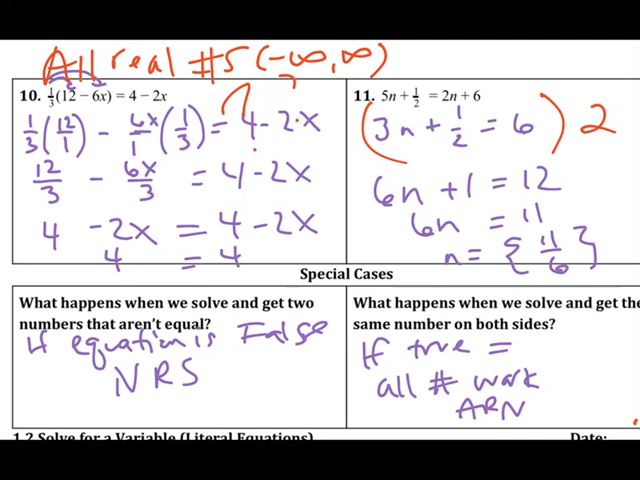 All real #s (-∞, ∞)
10. 1/3(12 − 6x) = 4 − 2x
1/3(12/1) - 6x/1(1/3) = 4 - 2·x
12/3 - 6x/3 = 4 - 2x
4 - 2x = 4 - 2x
4 = 4
11. 5n + 1/2 = 2n + 6
(3n + 1/2 = 6) 2
6n + 1 = 12
6n = 11
n = {11/6}
Special Cases
What happens when we solve and get two
numbers that aren't equal?
If equation is False
NRS
What happens when we solve and get the
same number on both sides?
If true =
all # work
ARN
1.2 Solve for a Variable (Literal Equations)
Date: